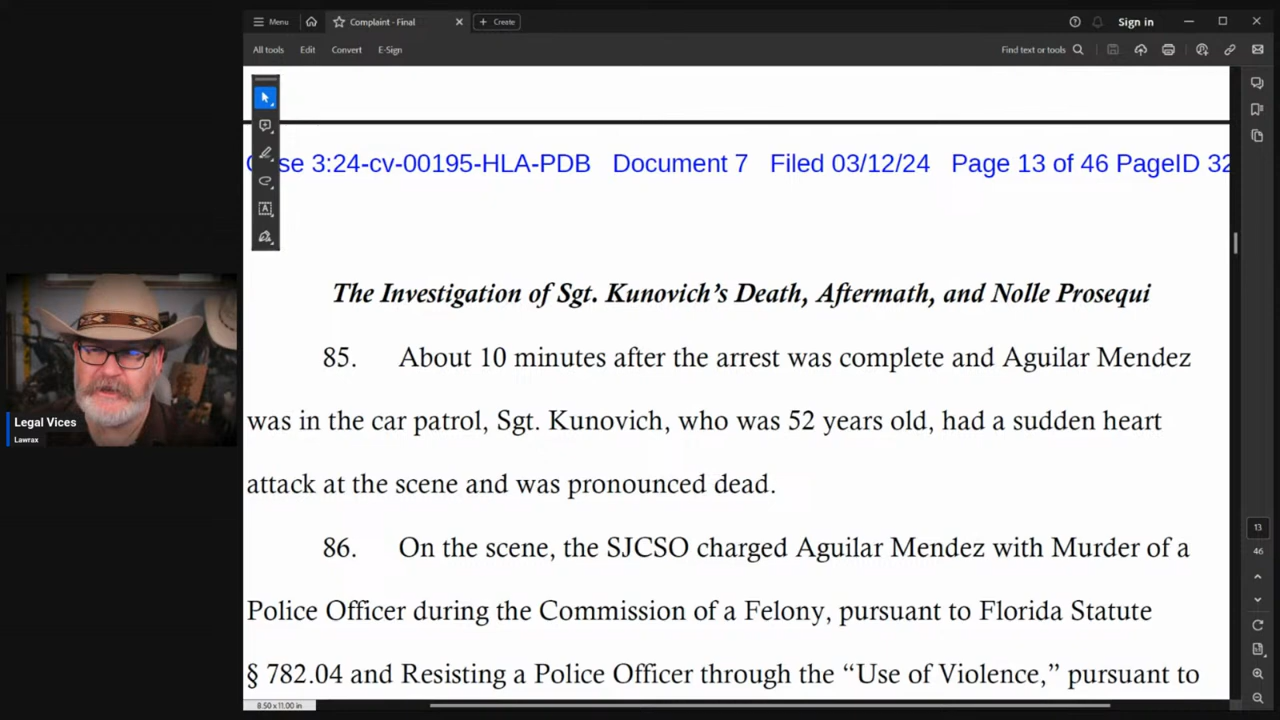 Menu
Complaint - Final
Create
Sign in
All tools
Edit
Convert
E-Sign
Find text or tools
Case 3:24-cv-00195-HLA-PDB Document 7 Filed 03/12/24 Page 13 of 46 PageID 32
The Investigation of Sgt. Kunovich’s Death, Aftermath, and Nolle Prosequi
85. About 10 minutes after the arrest was complete and Aguilar Mendez
was in the car patrol, Sgt. Kunovich, who was 52 years old, had a sudden heart
attack at the scene and was pronounced dead.
86. On the scene, the SJCSO charged Aguilar Mendez with Murder of a
Police Officer during the Commission of a Felony, pursuant to Florida Statute
§ 782.04 and Resisting a Police Officer through the “Use of Violence,” pursuant to
Legal Vices
Lawrax
13
46
8.50 x 11.00 in